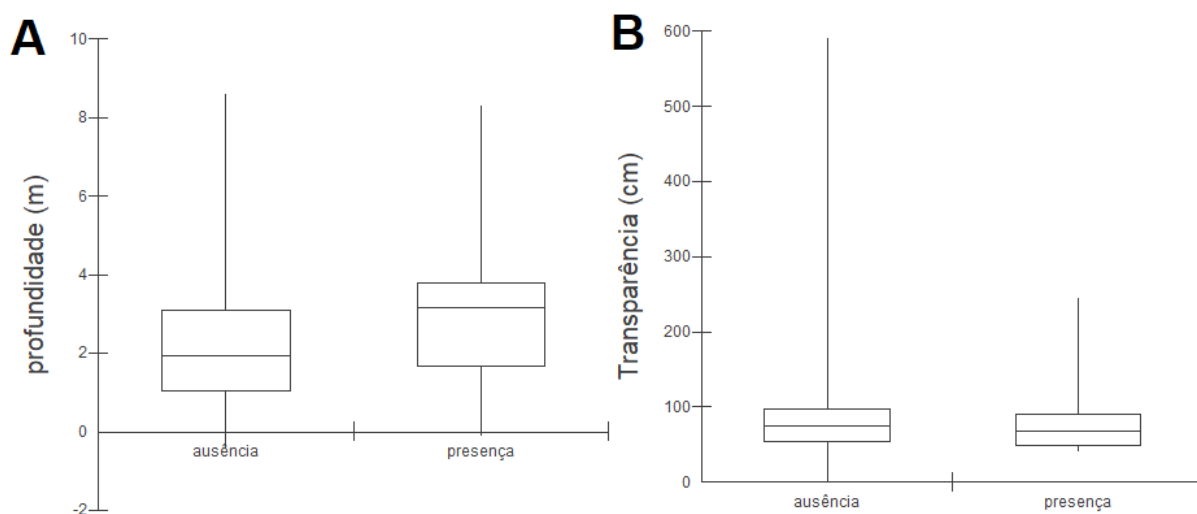 A
profundidade (m)
10
8
6
4
2
0
-2
ausência
presença
B
Transparência (cm)
600
500
400
300
200
100
0
ausência
presença